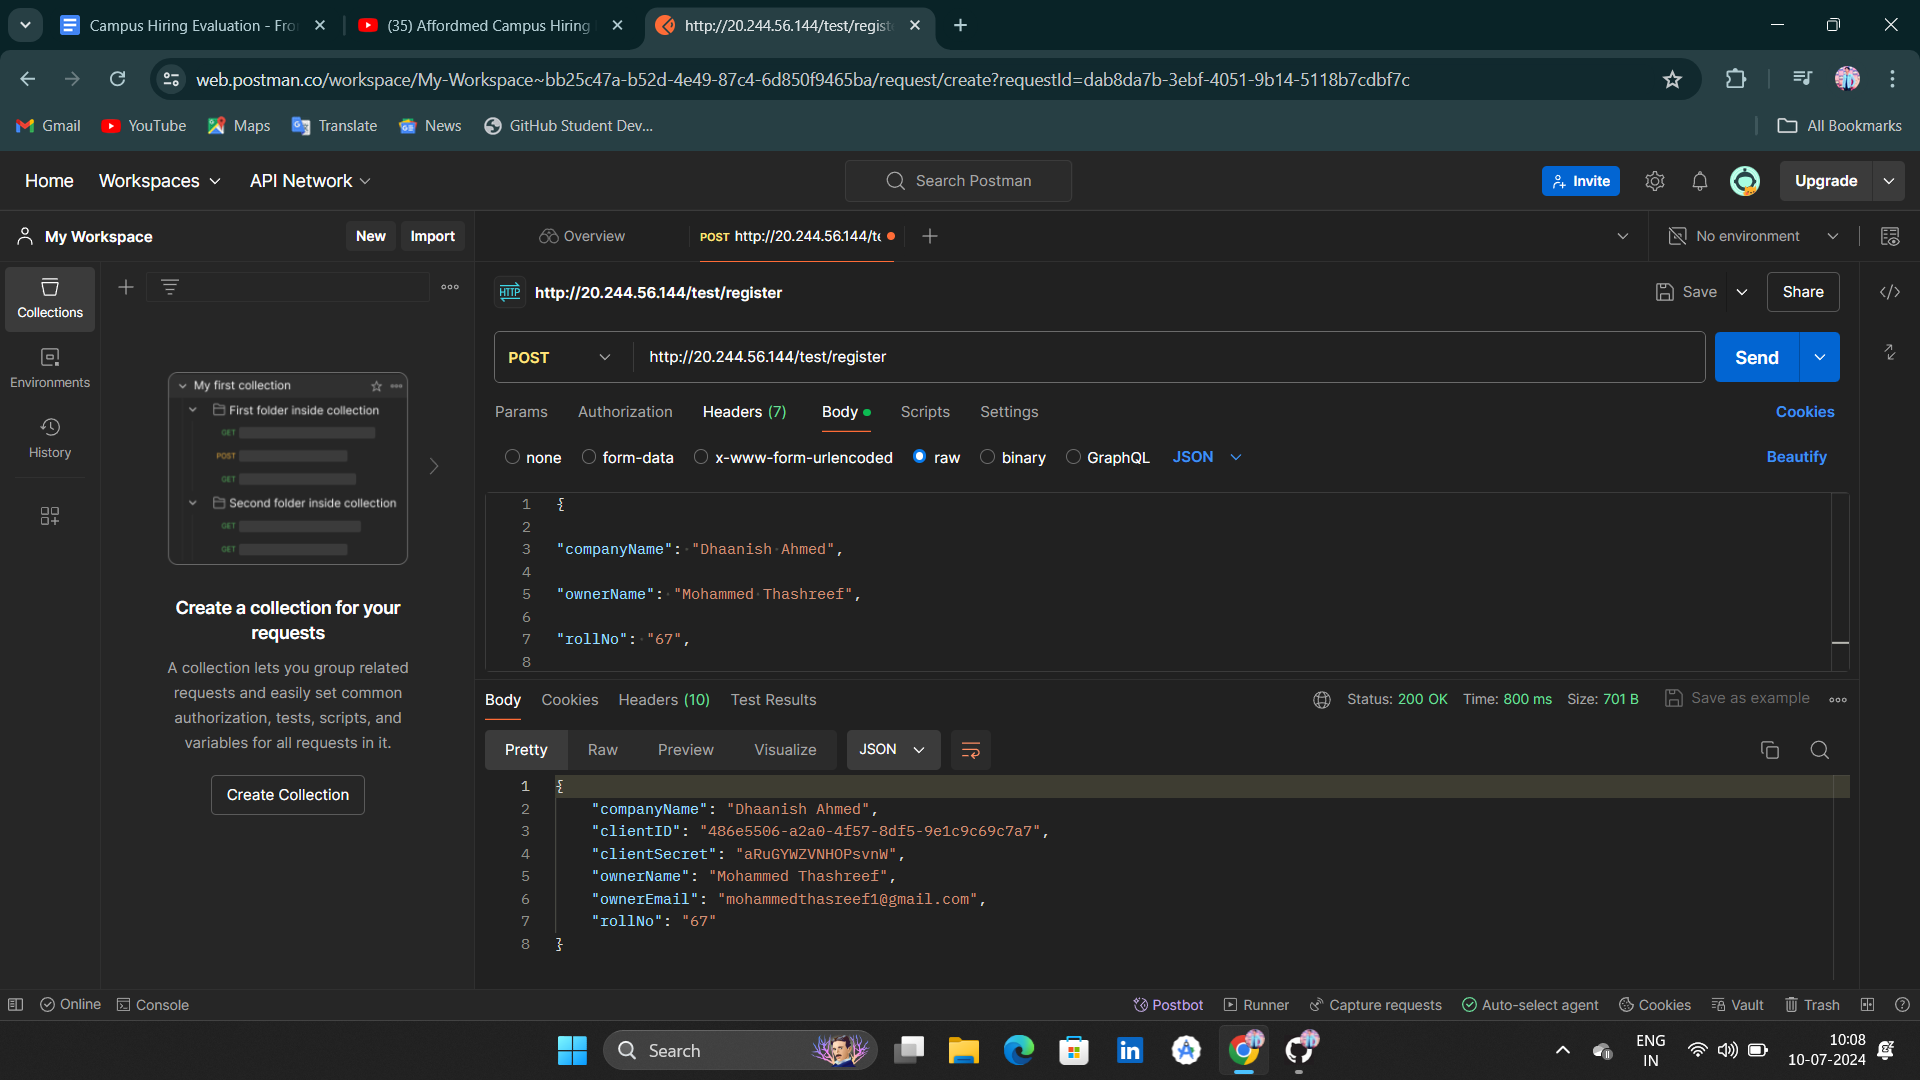 Campus Hiring Evaluation - Fro
(35) Affordmed Campus Hiring
http://20.244.56.144/test/regist
web.postman.co/workspace/My-Workspace~bb25c47a-b52d-4e49-87c4-6d850f9465ba/request/create?requestId=dab8da7b-3ebf-4051-9b14-5118b7cdbf7c
Gmail YouTube Maps Translate News GitHub Student Dev... All Bookmarks
Home Workspaces API Network Search Postman Invite Upgrade
My Workspace New Import Overview POST http://20.244.56.144/te No environment
Collections
Environments
History
My first collection
First folder inside collection
GET
POST
GET
Second folder inside collection
GET
GET
Create a collection for your
requests
A collection lets you group related
requests and easily set common
authorization, tests, scripts, and
variables for all requests in it.
Create Collection
HTTP http://20.244.56.144/test/register Save Share
POST http://20.244.56.144/test/register Send
Params Authorization Headers (7) Body Scripts Settings Cookies
none form-data x-www-form-urlencoded raw binary GraphQL JSON Beautify
1 {
2
3 "companyName": "Dhaanish Ahmed",
4
5 "ownerName": "Mohammed Thashreef",
6
7 "rollNo": "67",
8
Body Cookies Headers (10) Test Results Status: 200 OK Time: 800 ms Size: 701 B Save as example
Pretty Raw Preview Visualize JSON
1 {
2 "companyName": "Dhaanish Ahmed",
3 "clientID": "486e5506-a2a0-4f57-8df5-9e1c9c69c7a7",
4 "clientSecret": "aRuGYWZVNHOPsvnW",
5 "ownerName": "Mohammed Thashreef",
6 "ownerEmail": "mohammedthasreef1@gmail.com",
7 "rollNo": "67"
8 }
Online Console Postbot Runner Capture requests Auto-select agent Cookies Vault Trash
Search
ENG
IN
10:08
10-07-2024